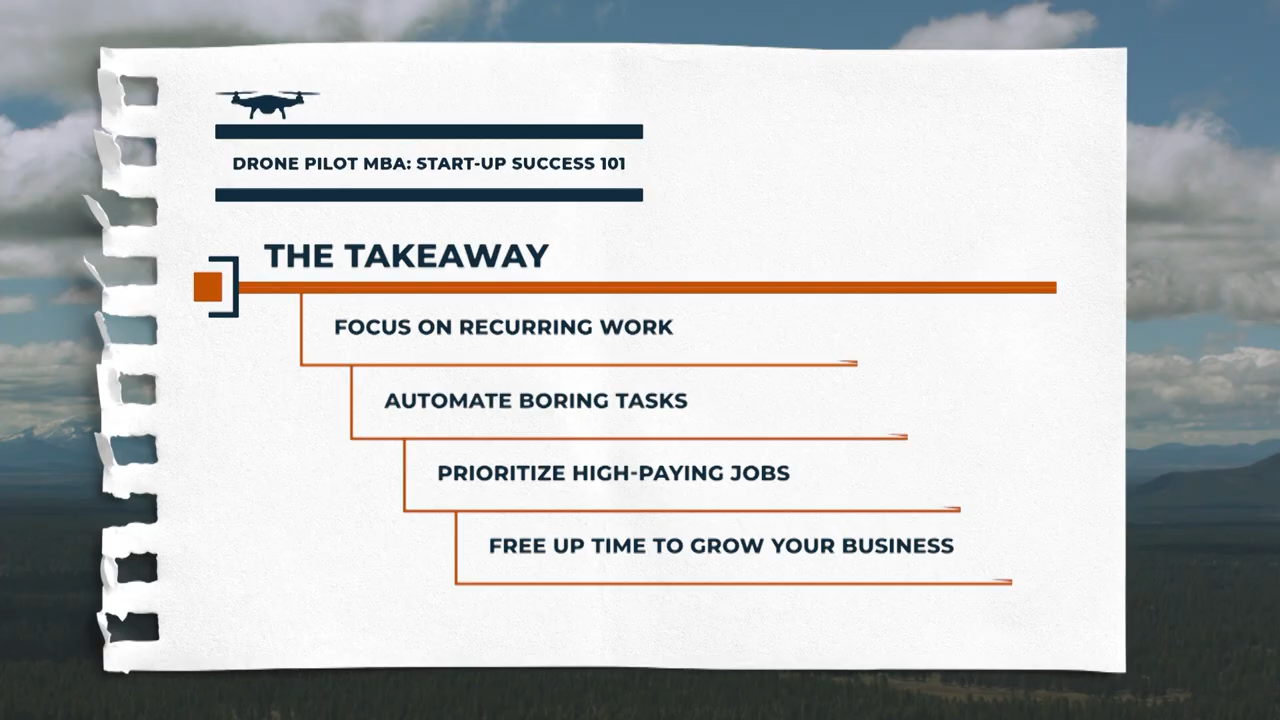 DRONE PILOT MBA: START-UP SUCCESS 101
THE TAKEAWAY
FOCUS ON RECURRING WORK
AUTOMATE BORING TASKS
PRIORITIZE HIGH-PAYING JOBS
FREE UP TIME TO GROW YOUR BUSINESS